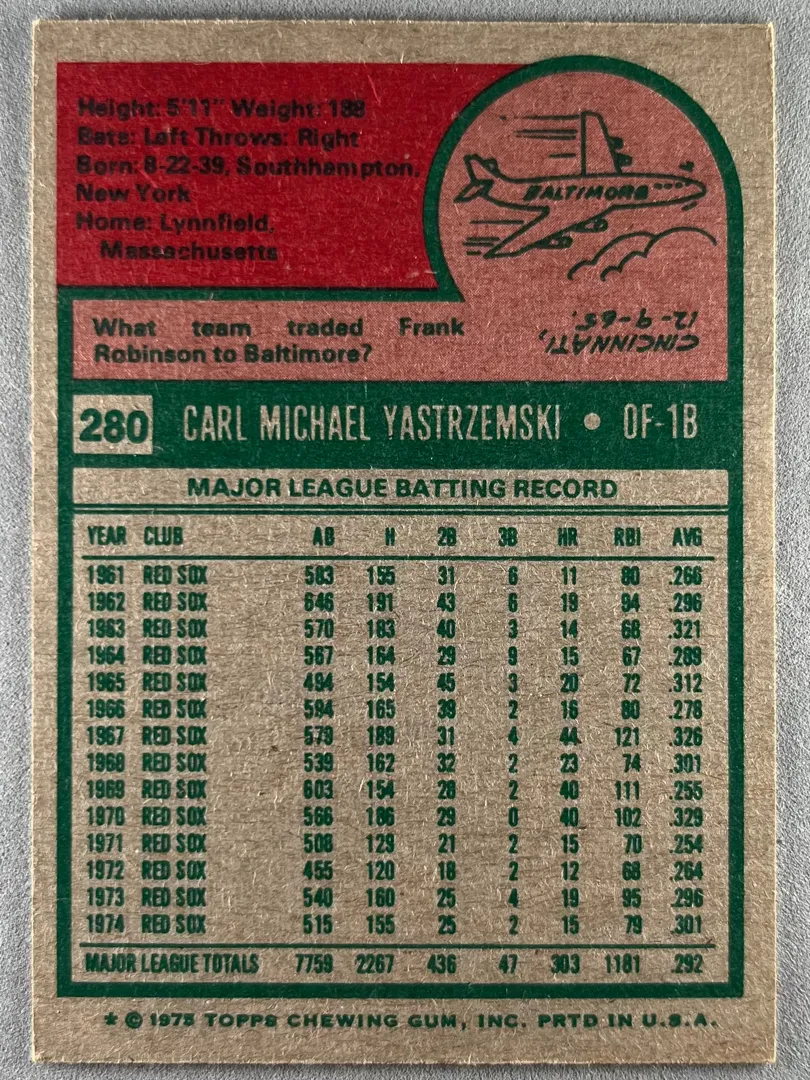 Height: 5'11" Weight: 188
Bats: Left Throws: Right
Born: 8-22-39, Southhampton,
New York
Home: Lynnfield,
Massachusetts
BALTIMORE
What team traded Frank
Robinson to Baltimore?
CINCINNATI,
12-9-65.
280 CARL MICHAEL YASTRZEMSKI • OF-1B
MAJOR LEAGUE BATTING RECORD
YEAR CLUB AB H 2B 3B HR RBI AVG
1961 RED SOX 583 155 31 6 11 80 .266
1962 RED SOX 646 191 43 6 19 94 .296
1963 RED SOX 570 183 40 3 14 68 .321
1964 RED SOX 567 164 29 9 15 67 .289
1965 RED SOX 494 154 45 3 20 72 .312
1966 RED SOX 594 165 39 2 16 80 .278
1967 RED SOX 579 189 31 4 44 121 .326
1968 RED SOX 539 162 32 2 23 74 .301
1969 RED SOX 603 154 28 2 40 111 .255
1970 RED SOX 566 186 29 0 40 102 .329
1971 RED SOX 508 129 21 2 15 70 .254
1972 RED SOX 455 120 18 2 12 68 .264
1973 RED SOX 540 160 25 4 19 95 .296
1974 RED SOX 515 155 25 2 15 79 .301
MAJOR LEAGUE TOTALS 7759 2267 436 47 303 1181 .292
* © 1975 TOPPS CHEWING GUM, INC. PRTD IN U.S.A.